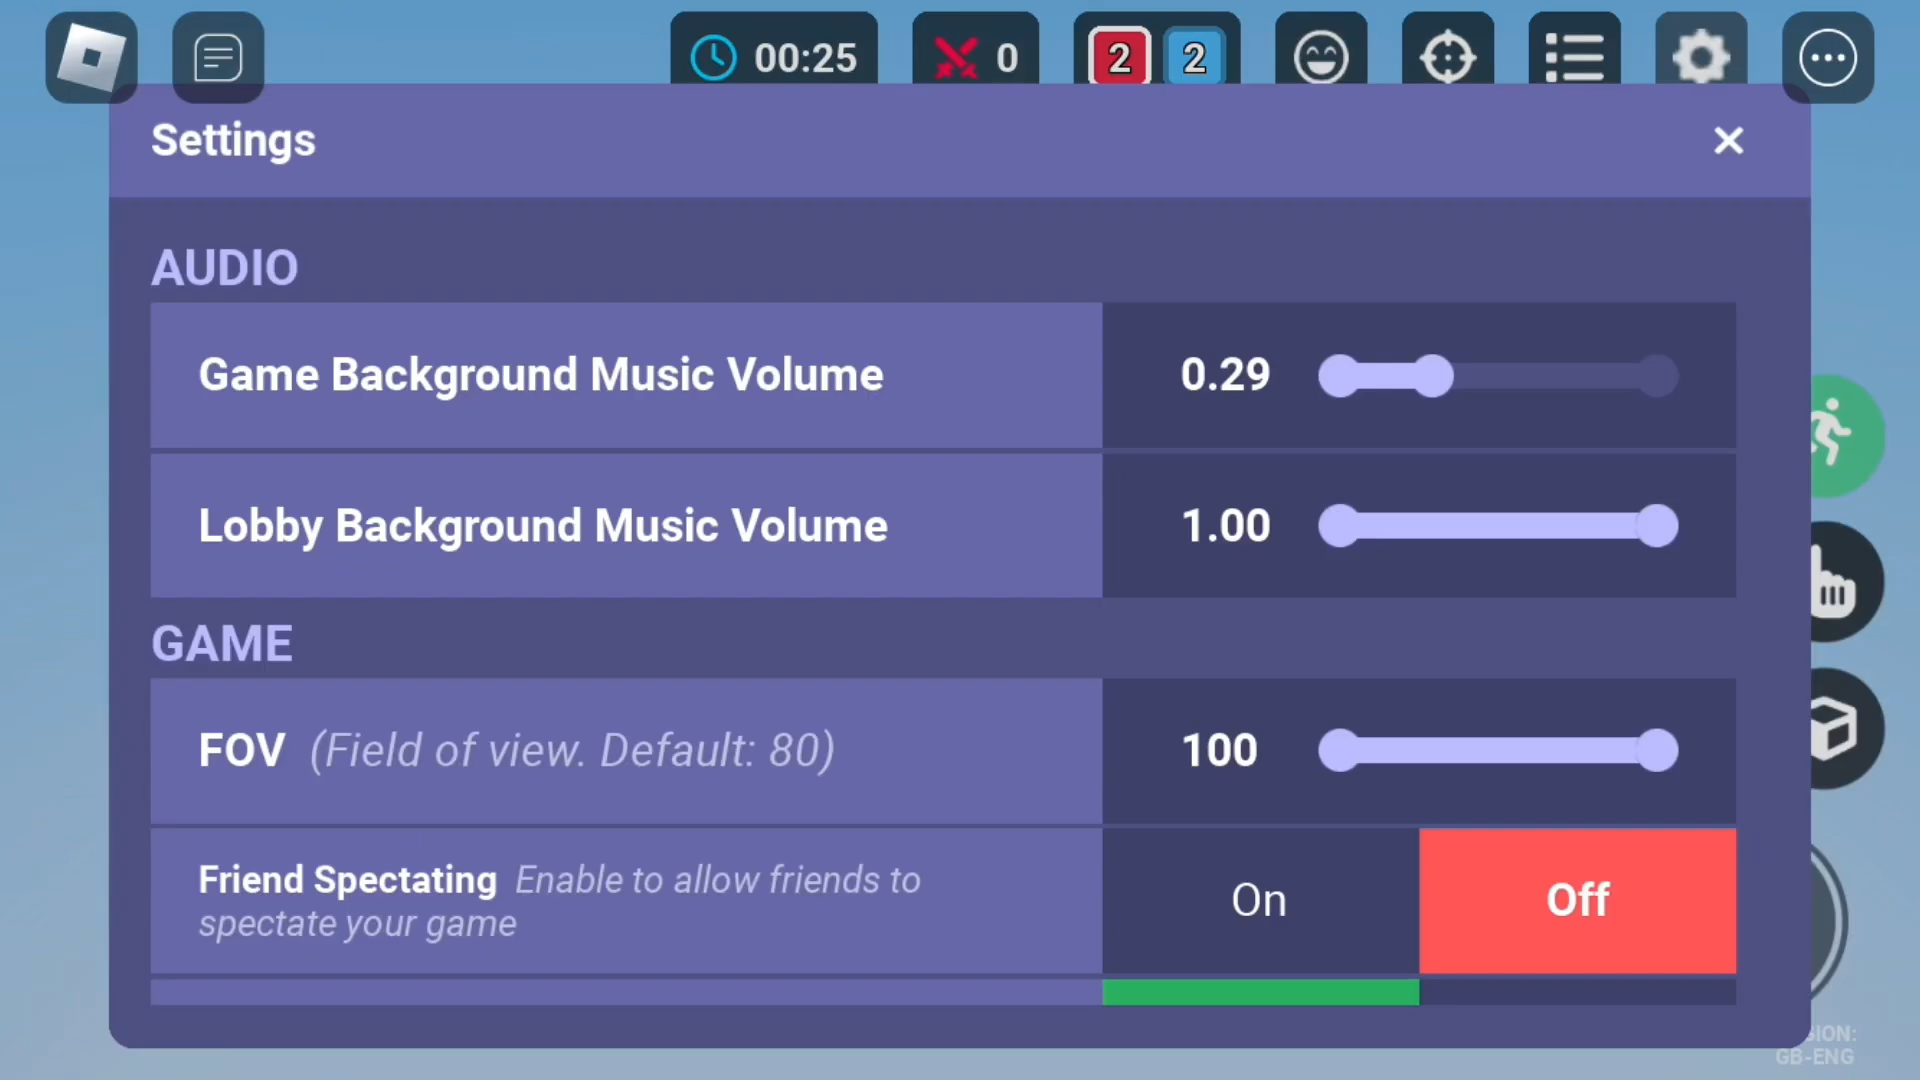 00:25
0
2
2
Settings
AUDIO
Game Background Music Volume
0.29
Lobby Background Music Volume
1.00
GAME
FOV (Field of view. Default: 80)
100
Friend Spectating Enable to allow friends to
spectate your game
On
Off
GB-ENG